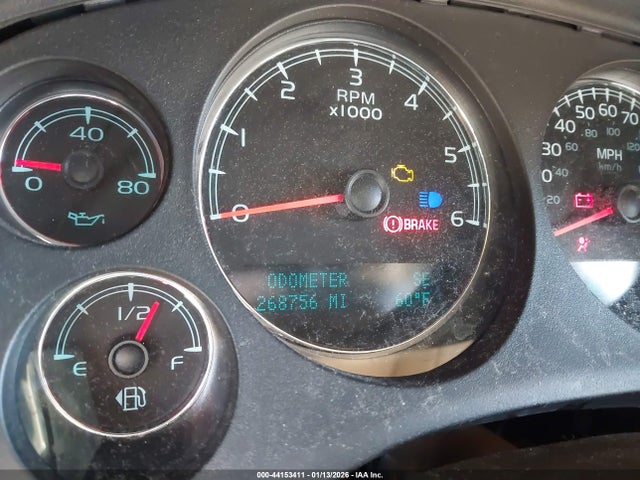 40
0 80
1/2
E F
0 1 2 3 4 5 6
RPM
x1000
BRAKE
ODOMETER SE
268756 MI 60°F
20 30 40 50 60 70
40 60 80 100 120
MPH
km/h
000-44153411 - 01/13/2026 - IAA Inc.